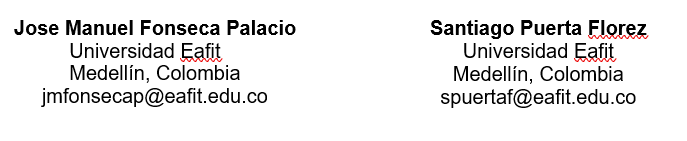 Jose Manuel Fonseca Palacio
Universidad Eafit
Medellín, Colombia
jmfonsecap@eafit.edu.co
Santiago Puerta Florez
Universidad Eafit
Medellín, Colombia
spuertaf@eafit.edu.co